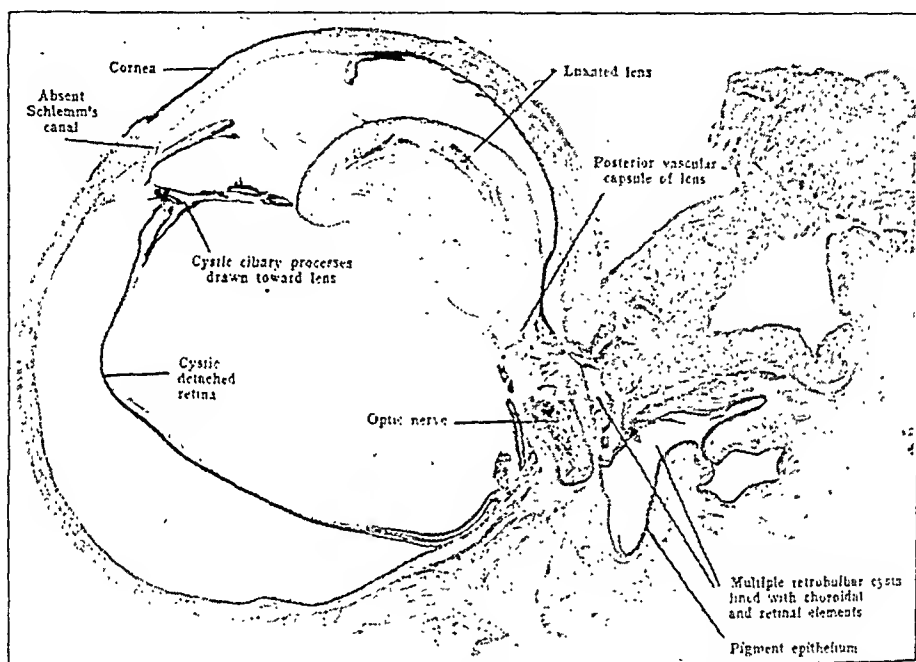 Cornea
Luxated lens
Absent
Schlemm's
canal
Posterior vascular
capsule of lens
Cystic ciliary processes
drawn toward lens
Cystic
detached
retina
Optic nerve
Multiple retrobulbar cysts
lined with choroidal
and retinal elements
Pigment epithelium